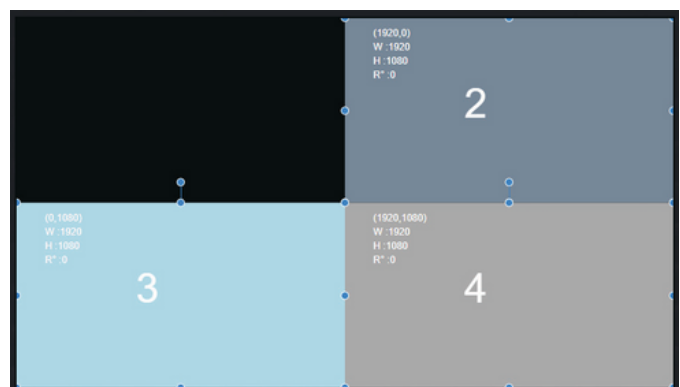 (1920,0)
W :1920
H :1080
R° :0
2
(0,1080)
W :1920
H :1080
R° :0
3
(1920,1080)
W :1920
H :1080
R° :0
4